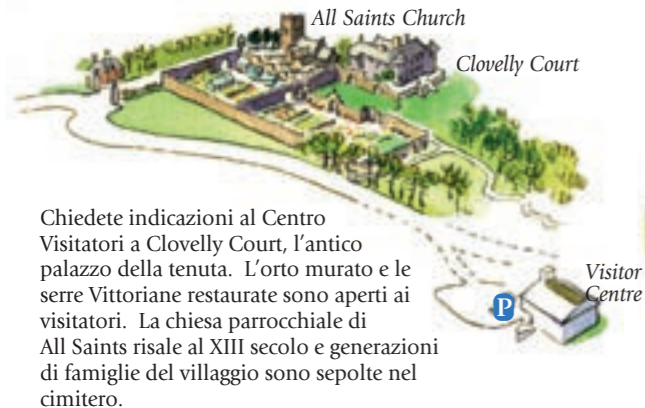 All Saints Church
Clovelly Court
Chiedete indicazioni al Centro
Visitatori a Clovelly Court, l'antico
palazzo della tenuta.  L'orto murato e le
serre Vittoriane restaurate sono aperti ai
visitatori.  La chiesa parrocchiale di
All Saints risale al XIII secolo e generazioni
di famiglie del villaggio sono sepolte nel
cimitero.
Visitor
Centre
P